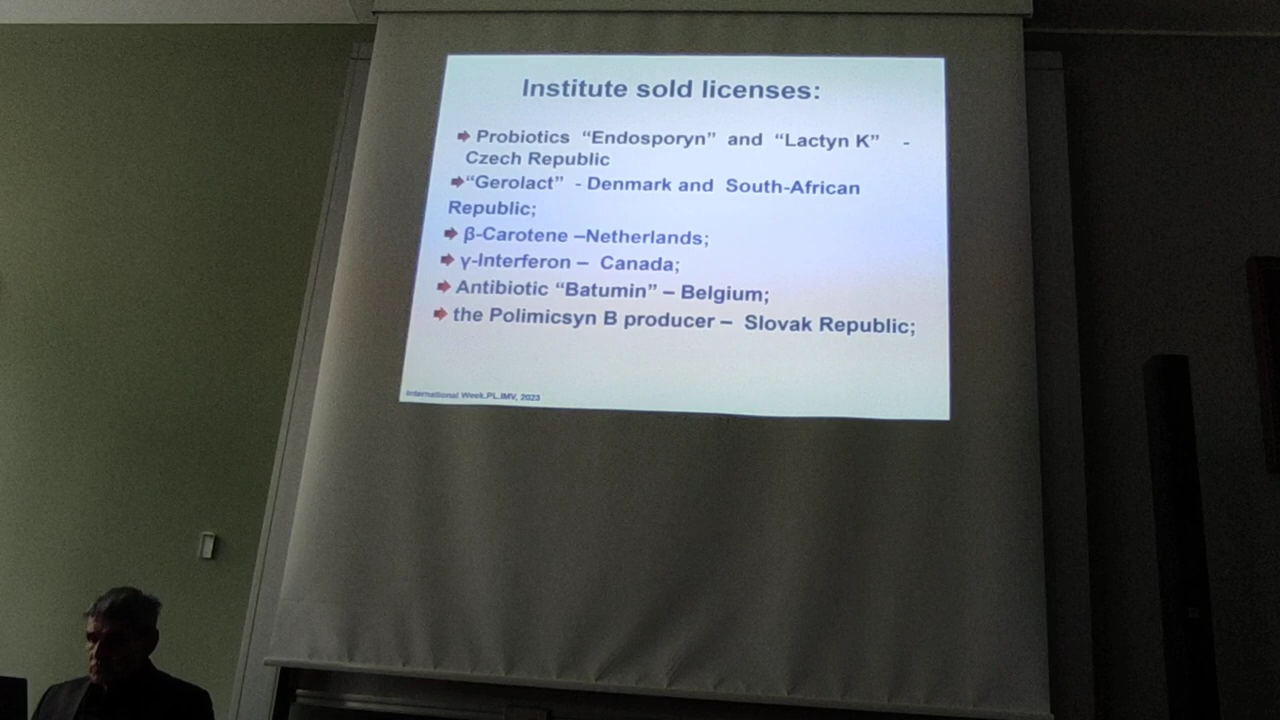 Institute sold licenses:
➨ Probiotics “Endosporyn” and “Lactyn K” -
Czech Republic
➨“Gerolact” - Denmark and South-African
Republic;
➨ β-Carotene –Netherlands;
➨ γ-Interferon – Canada;
➨ Antibiotic “Batumin” – Belgium;
➨ the Polimicsyn B producer – Slovak Republic;
International Week.PL.IMV, 2023